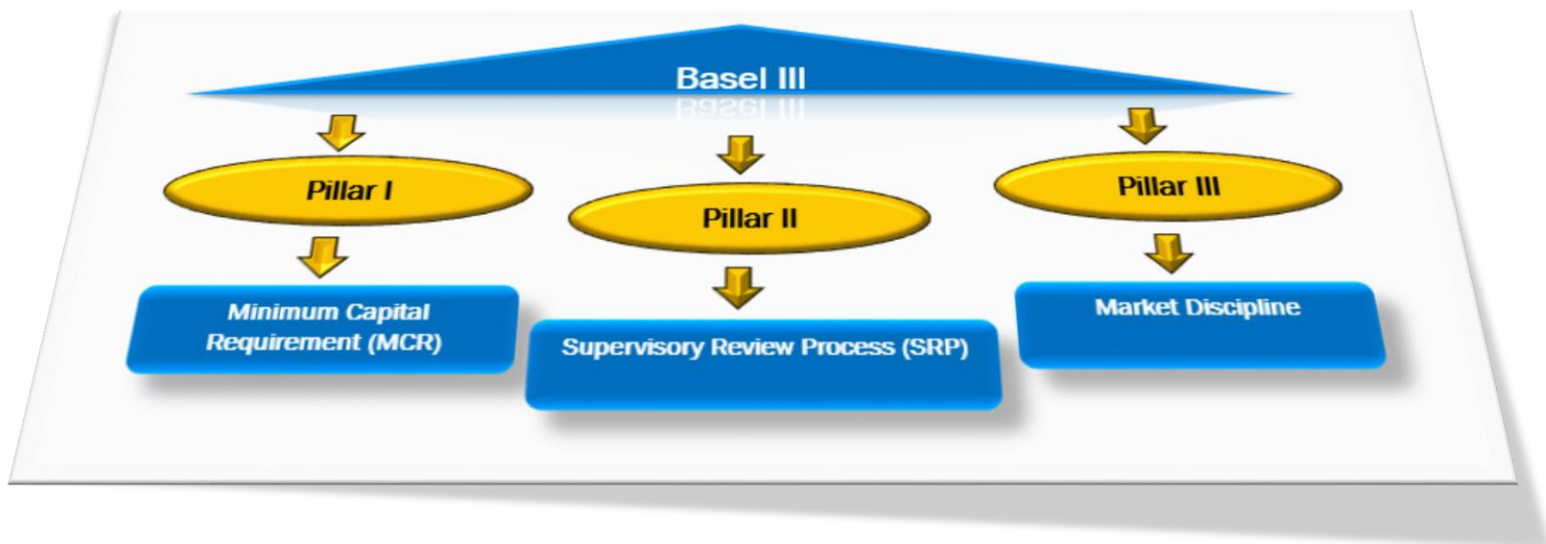 Basel III
Pillar I
Pillar II
Pillar III
Minimum Capital
Requirement (MCR)
Supervisory Review Process (SRP)
Market Discipline